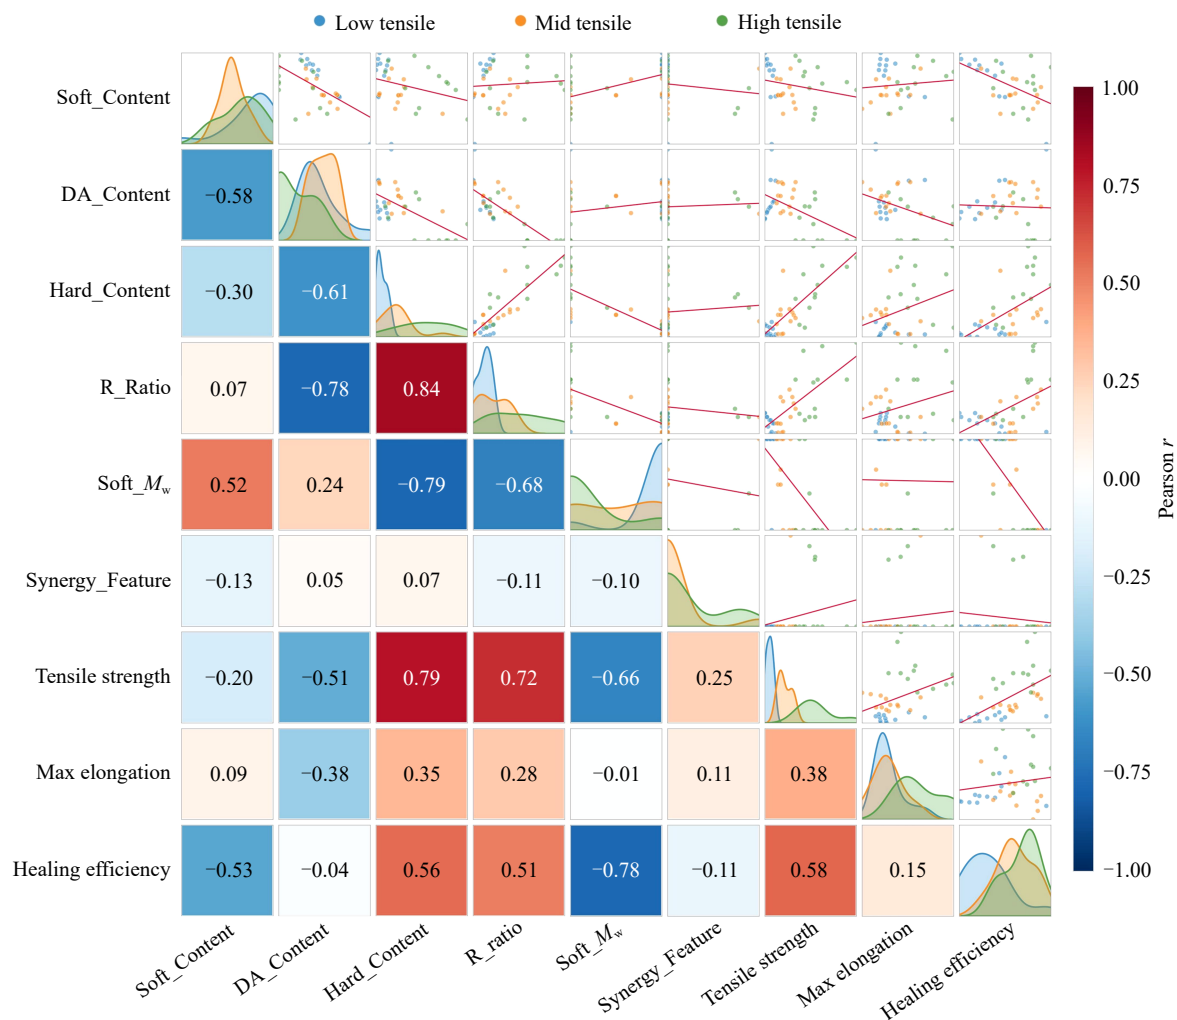 Low tensile Mid tensile High tensile
Soft_Content
1.00
DA_Content −0.58
0.75
Hard_Content −0.30 −0.61
0.50
R_Ratio 0.07 −0.78 0.84
0.25
Soft_Mw 0.52 0.24 −0.79 −0.68
0.00
Pearson r
Synergy_Feature −0.13 0.05 0.07 −0.11 −0.10
−0.25
Tensile strength −0.20 −0.51 0.79 0.72 −0.66 0.25
−0.50
Max elongation 0.09 −0.38 0.35 0.28 −0.01 0.11 0.38
−0.75
Healing efficiency −0.53 −0.04 0.56 0.51 −0.78 −0.11 0.58 0.15
−1.00
Soft_Content DA_Content Hard_Content R_ratio Soft_Mw Synergy_Feature Tensile strength Max elongation Healing efficiency